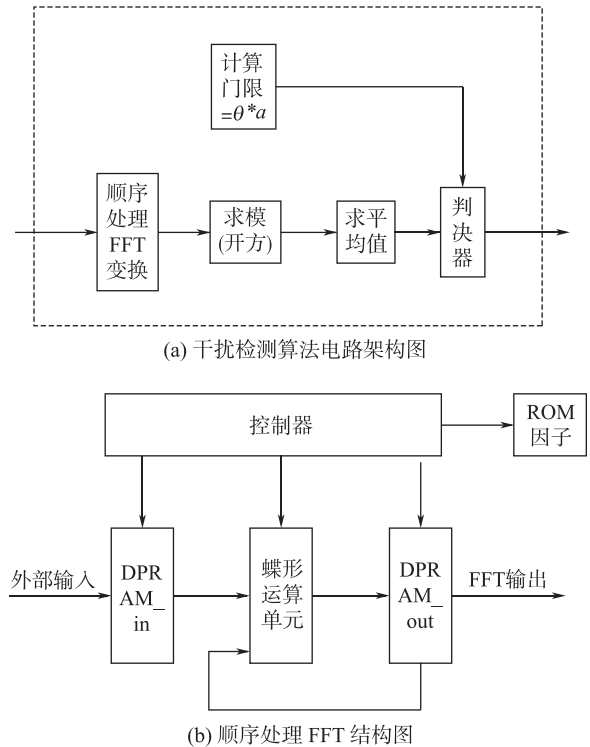 计算
门限
=θ*a
顺序
处理
FFT
变换
求模
(开方)
求平
均值
判
决
器
(a) 干扰检测算法电路架构图
控制器
ROM
因子
外部输入
DPR
AM_
in
蝶形
运算
单元
DPR
AM_
out
FFT输出
(b) 顺序处理 FFT 结构图